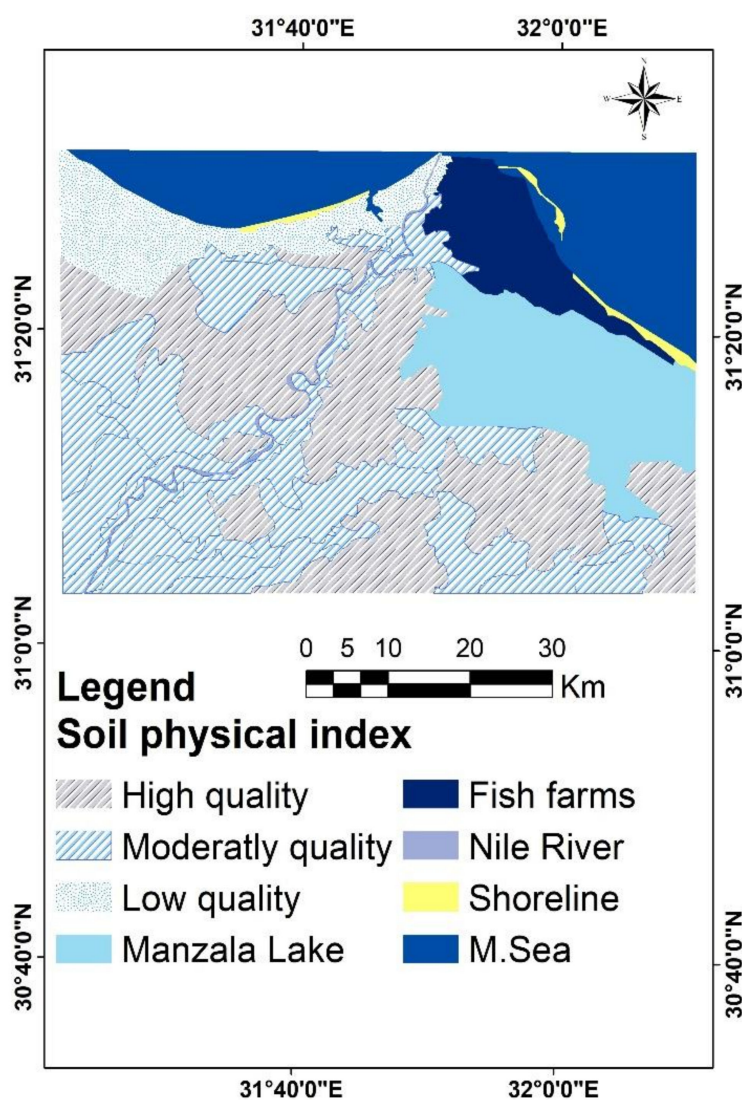 31°40'0"E 32°0'0"E
N
W E
S
31°20'0"N 31°20'0"N
31°0'0"N 31°0'0"N
0 5 10 20 30
Km
Legend
Soil physical index
High quality Fish farms
Moderatly quality Nile River
Low quality Shoreline
Manzala Lake M.Sea
30°40'0"N 30°40'0"N
31°40'0"E 32°0'0"E